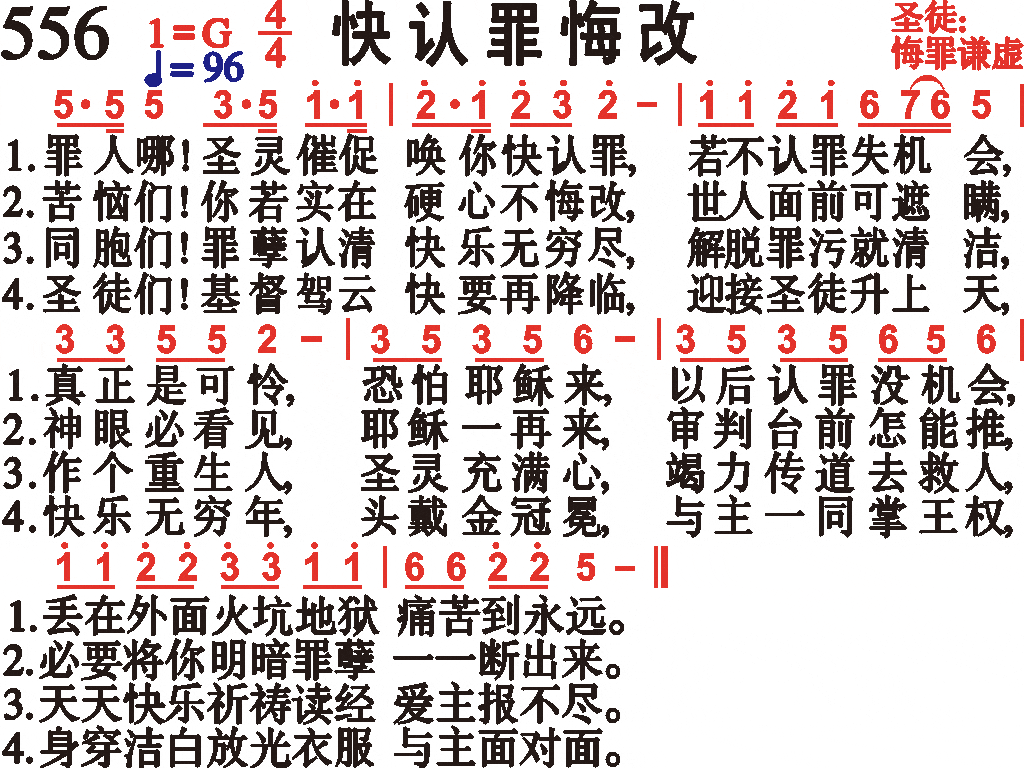 556 1=G 4/4 快认罪悔改 圣徒:
♩=96 悔罪谦虚
5·5 5 3·5 i·i | 2̇·i 2̇ 3̇ 2̇ − | i i 2̇ i 6 76 5 |
1.罪人哪!圣灵催促 唤你快认罪, 若不认罪失机 会,
2.苦恼们!你若实在 硬心不悔改, 世人面前可遮 瞒,
3.同胞们!罪孽认清 快乐无穷尽, 解脱罪污就清 洁,
4.圣徒们!基督驾云 快要再降临, 迎接圣徒升上 天,
3 3 5 5 2 − | 3 5 3 5 6 − | 3 5 3 5 6 5 6 |
1.真正是可怜, 恐怕耶稣来, 以后认罪没机会,
2.神眼必看见, 耶稣一再来, 审判台前怎能推,
3.作个重生人, 圣灵充满心, 竭力传道去救人,
4.快乐无穷年, 头戴金冠冕, 与主一同掌王权,
i i 2̇ 2̇ 3̇ 3̇ i i | 6 6 2̇ 2̇ 5 − ‖
1.丢在外面火坑地狱 痛苦到永远。
2.必要将你明暗罪孽 一一断出来。
3.天天快乐祈祷读经 爱主报不尽。
4.身穿洁白放光衣服 与主面对面。